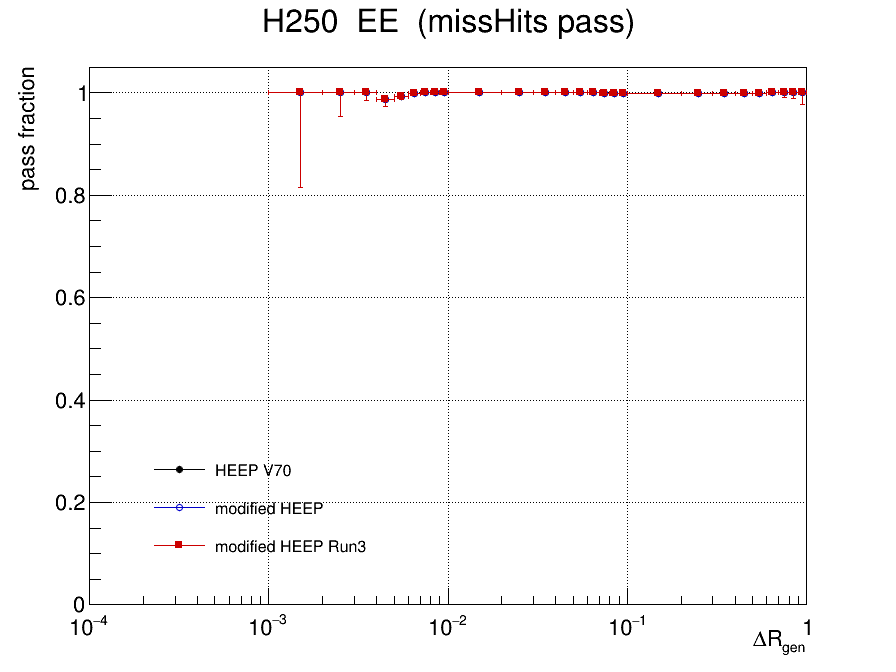 H250 EE (missHits pass)
pass fraction
1
0.8
0.6
0.4
0.2
0
HEEP V70
modified HEEP
modified HEEP Run3
10⁻⁴ 10⁻³ 10⁻² 10⁻¹ 1
ΔR_gen